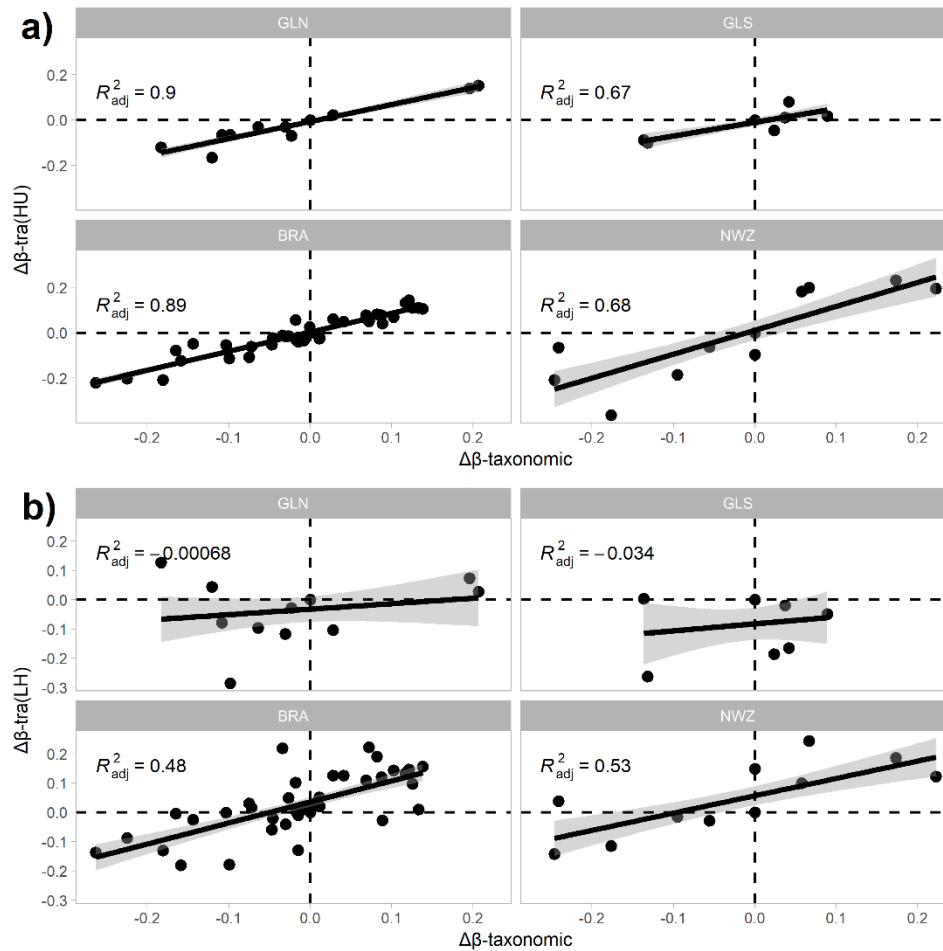 a)
GLN
GLS
0.2
0.0
-0.2
R²adj = 0.9
R²adj = 0.67
Δβ-tra(HU)
BRA
NWZ
0.2
0.0
-0.2
R²adj = 0.89
R²adj = 0.68
-0.2 -0.1 0.0 0.1 0.2 -0.2 -0.1 0.0 0.1 0.2
Δβ-taxonomic
b)
GLN
GLS
0.2
0.1
0.0
-0.1
-0.2
-0.3
R²adj = −0.00068
R²adj = −0.034
Δβ-tra(LH)
BRA
NWZ
0.2
0.1
0.0
-0.1
-0.2
-0.3
R²adj = 0.48
R²adj = 0.53
-0.2 -0.1 0.0 0.1 0.2 -0.2 -0.1 0.0 0.1 0.2
Δβ-taxonomic